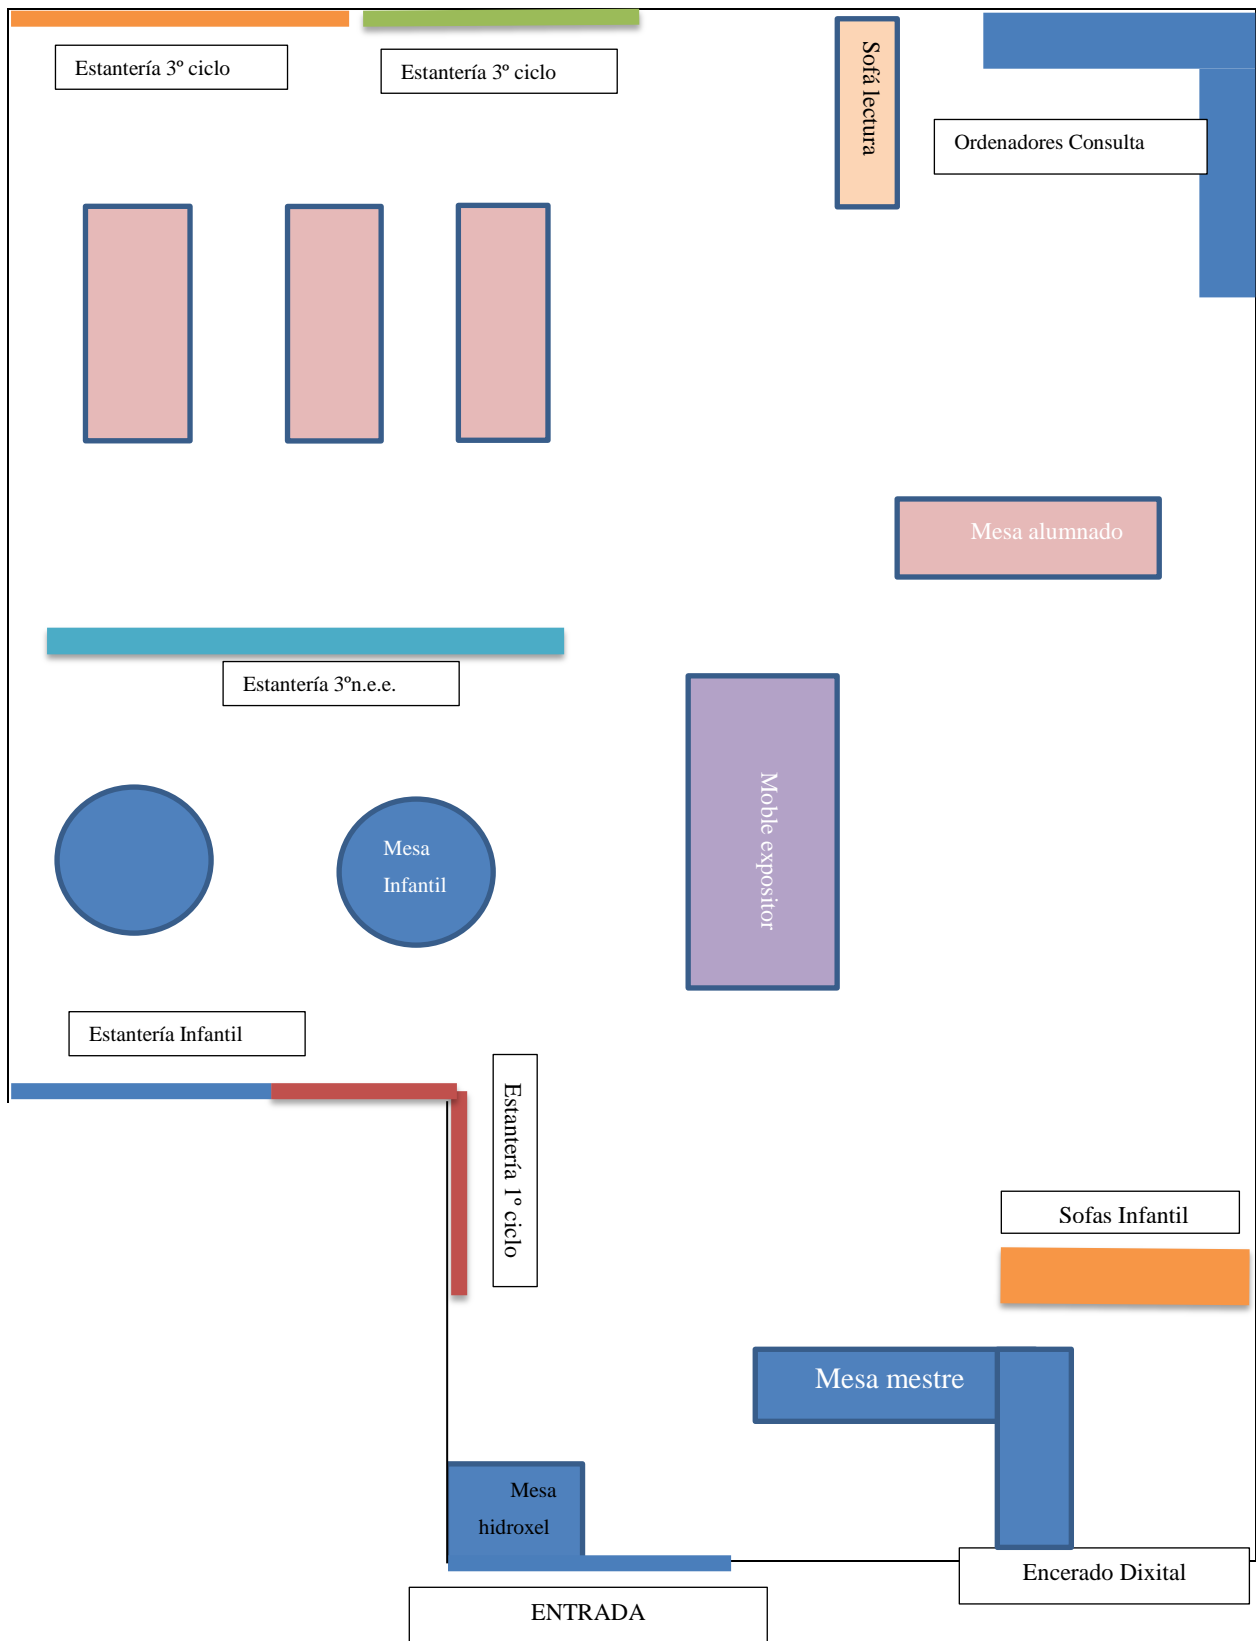 Estantería 3º ciclo
Estantería 3º ciclo
Sofá lectura
Ordenadores Consulta
Mesa alumnado
Estantería 3ºn.e.e.
Moble expositor
Mesa
Infantil
Estantería Infantil
Estantería 1º ciclo
Sofas Infantil
Mesa mestre
Mesa
hidroxel
Encerado Dixital
ENTRADA